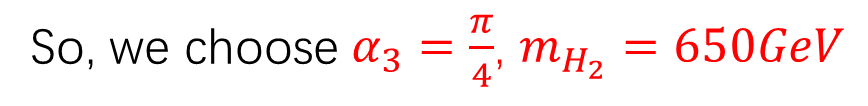 So, we choose α₃ = π/4, m_{H₂} = 650GeV